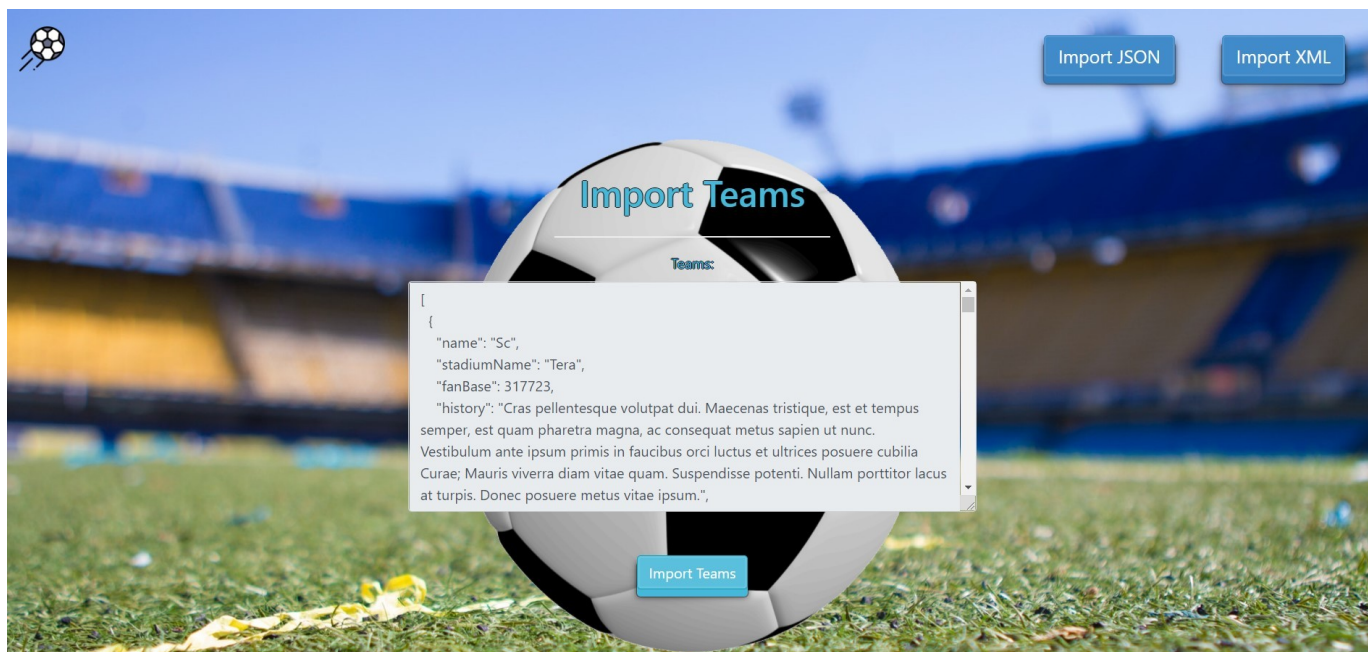 Import JSON
Import XML
Import Teams
Teams:
[
{
"name": "Sc",
"stadiumName": "Tera",
"fanBase": 317723,
"history": "Cras pellentesque volutpat dui. Maecenas tristique, est et tempus
semper, est quam pharetra magna, ac consequat metus sapien ut nunc.
Vestibulum ante ipsum primis in faucibus orci luctus et ultrices posuere cubilia
Curae; Mauris viverra diam vitae quam. Suspendisse potenti. Nullam porttitor lacus
at turpis. Donec posuere metus vitae ipsum.",
Import Teams